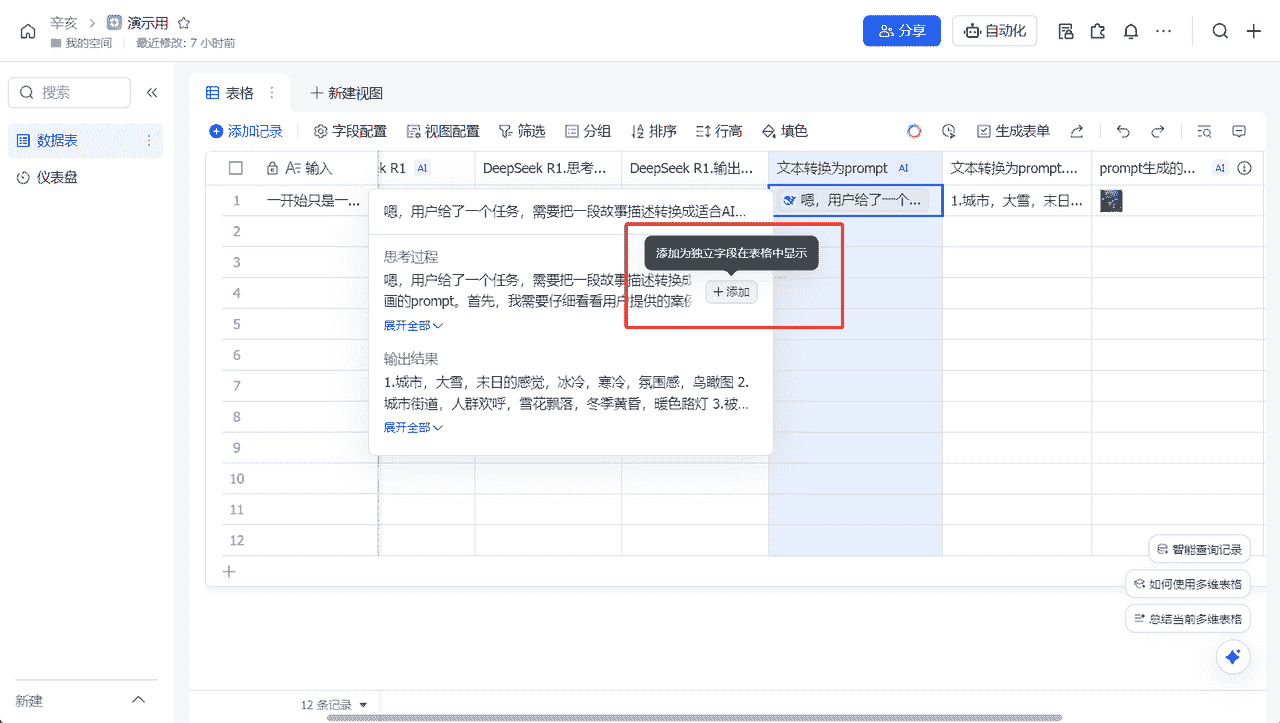 辛亥 > 演示用
我的空间 | 最近修改: 7 小时前
分享
自动化
搜索
数据表
仪表盘
新建
表格
新建视图
添加记录
字段配置
视图配置
筛选
分组
排序
行高
填色
生成表单
输入
k R1 AI
DeepSeek R1.思考...
DeepSeek R1.输出...
文本转换为prompt AI
文本转换为prompt....
prompt生成的... AI
1
一开始只是一...
嗯，用户给了一个...
1.城市，大雪，末日...
2
3
4
5
6
7
8
9
10
11
12
嗯，用户给了一个任务，需要把一段故事描述转换成适合AI...
思考过程
嗯，用户给了一个任务，需要把一段故事描述转换成
画的prompt。首先，我需要仔细看看用户提供的案例
展开全部
添加为独立字段在表格中显示
添加
输出结果
1.城市，大雪，末日的感觉，冰冷，寒冷，氛围感，鸟瞰图 2.
城市街道，人群欢呼，雪花飘落，冬季黄昏，暖色路灯 3.被...
展开全部
智能查询记录
如何使用多维表格
总结当前多维表格
12 条记录